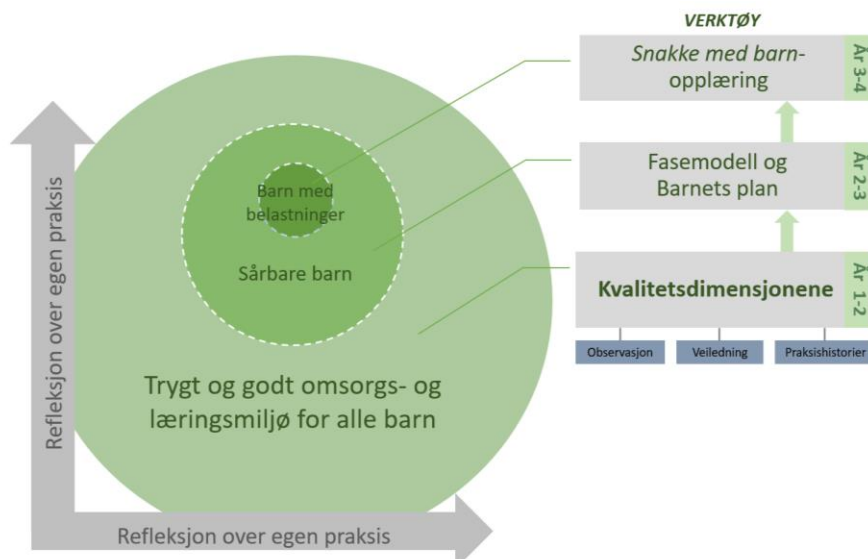 VERKTØY
Snakke med barn-
opplæring
År 3-4
Fasemodell og
Barnets plan
År 2-3
Kvalitetsdimensjonene
År 1-2
Observasjon
Veiledning
Praksishistorier
Barn med
belastninger
Sårbare barn
Trygt og godt omsorgs- og
læringsmiljø for alle barn
Refleksjon over egen praksis
Refleksjon over egen praksis